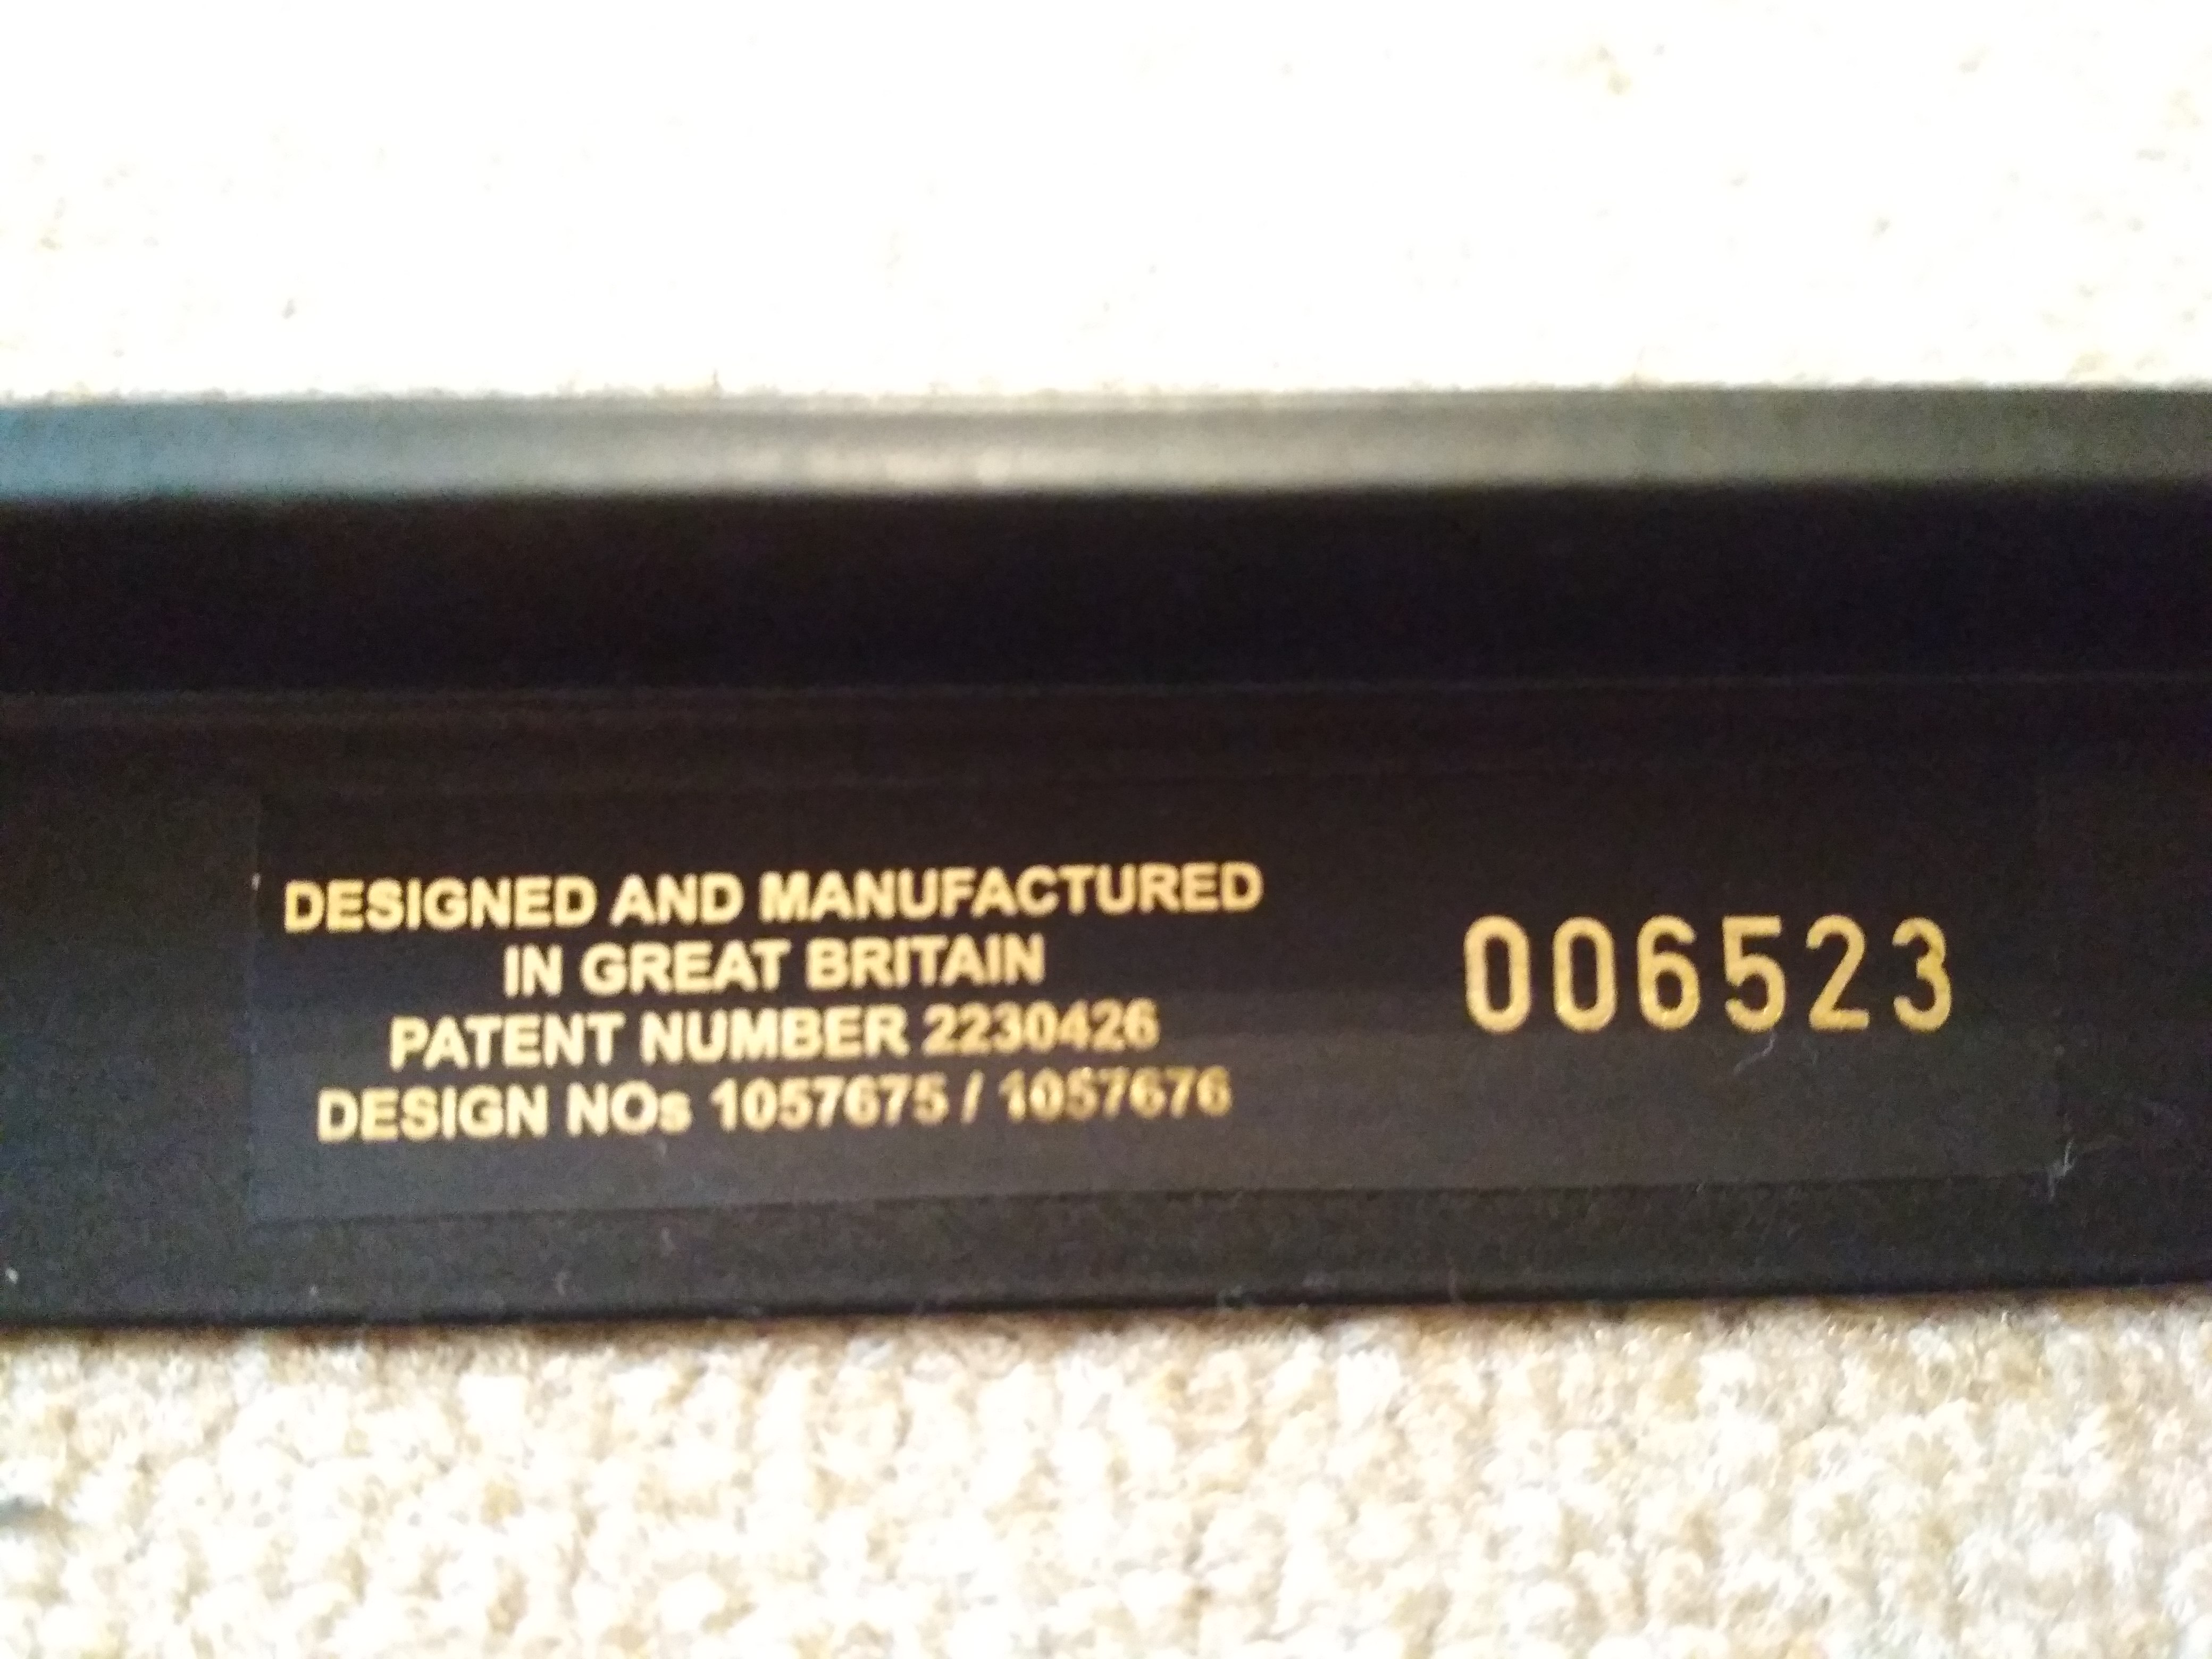 DESIGNED AND MANUFACTURED
IN GREAT BRITAIN
PATENT NUMBER 2230426
DESIGN NOs 1057675 / 1057676
006523